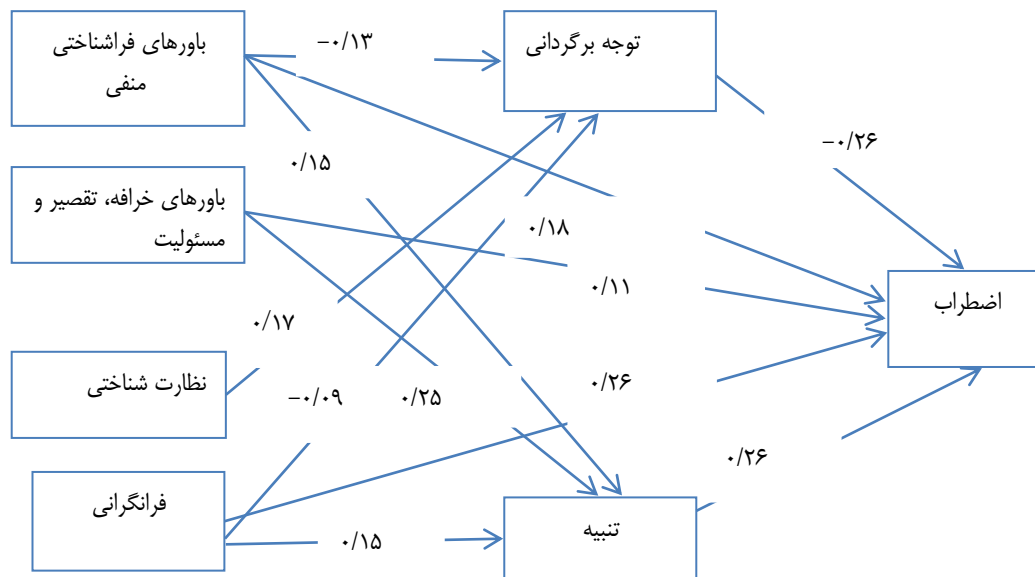 باورهای فراشناختی
منفی
-۰/۱۳
توجه برگردانی
۰/۱۵
-۰/۲۶
باورهای خرافه، تقصیر و
مسئولیت
۰/۱۸
۰/۱۱
اضطراب
۰/۱۷
نظارت شناختی
-۰/۰۹
۰/۲۵
۰/۲۶
۰/۲۶
فرانگرانی
۰/۱۵
تنبیه